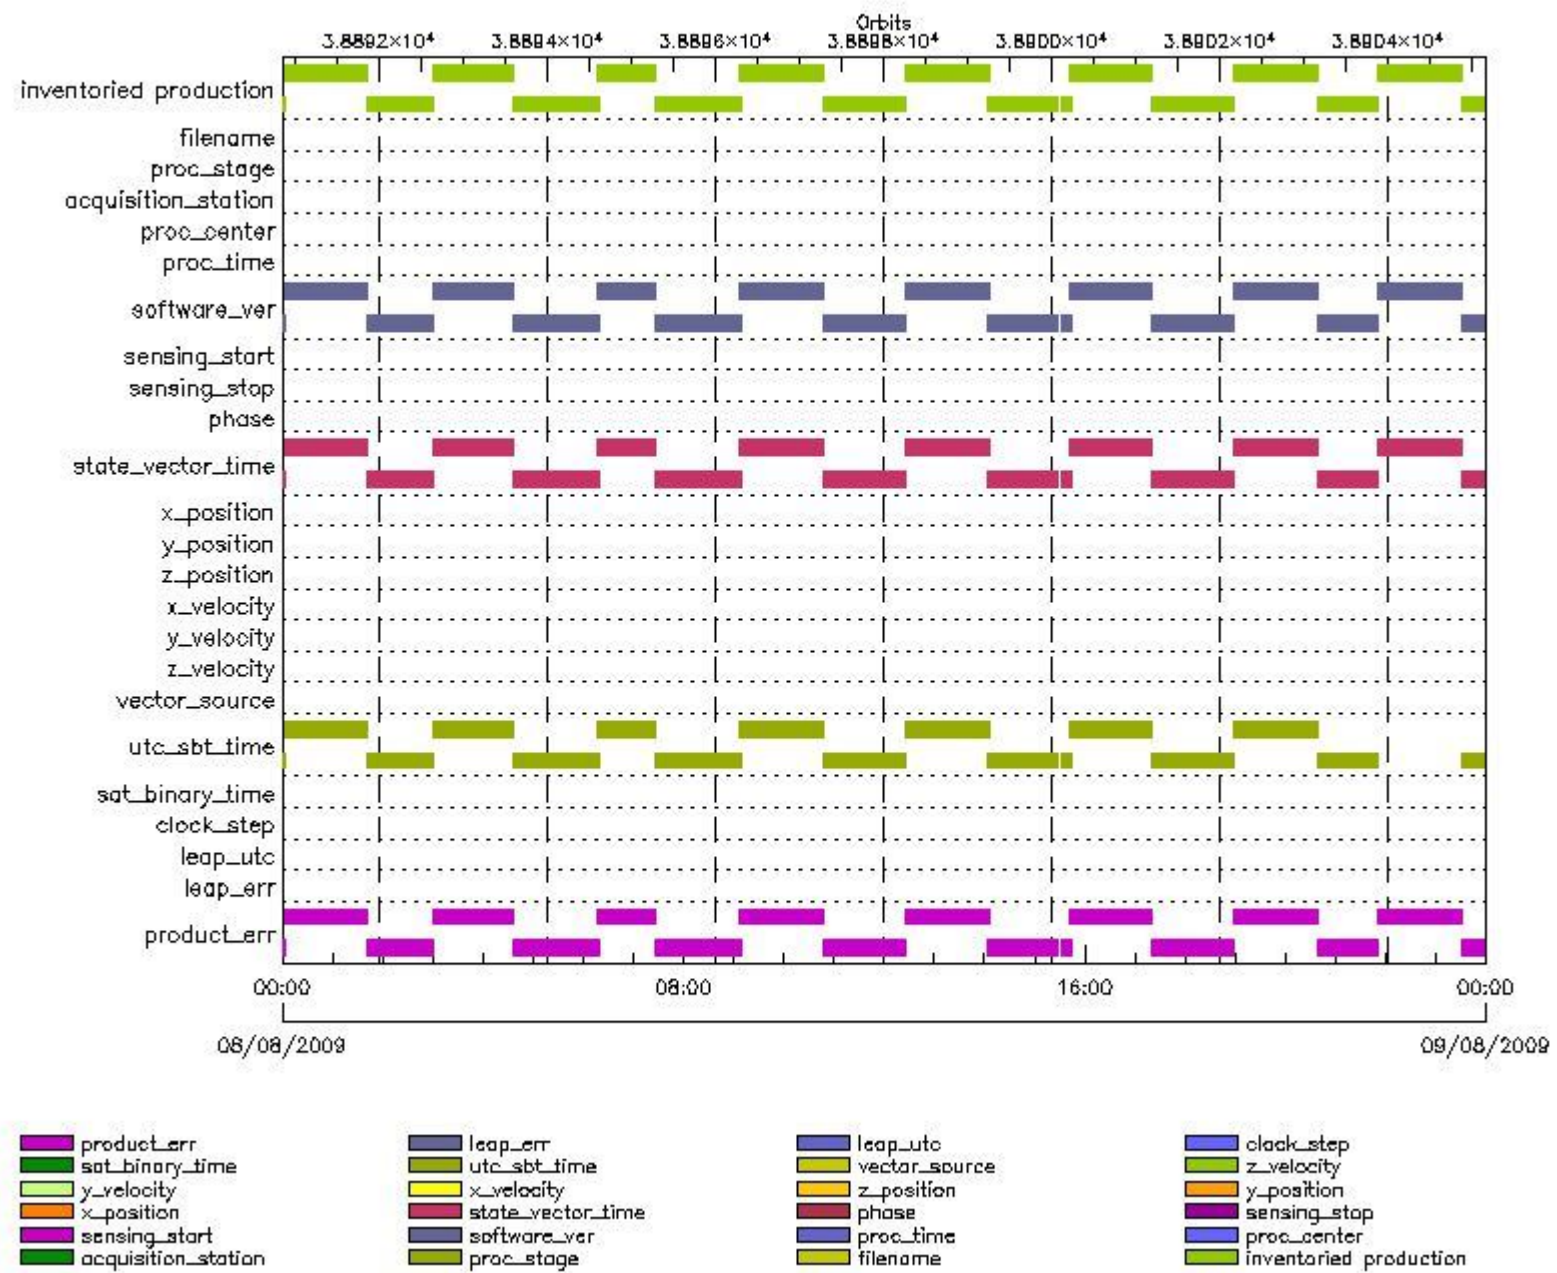 Orbits
3.8892×10⁴ 3.8894×10⁴ 3.8896×10⁴ 3.8898×10⁴ 3.8900×10⁴ 3.8902×10⁴ 3.8904×10⁴
inventoried production
filename
proc_stage
acquisition_station
proc_center
proc_time
software_ver
sensing_start
sensing_stop
phase
state_vector_time
x_position
y_position
z_position
x_velocity
y_velocity
z_velocity
vector_source
utc_sbt_time
sat_binary_time
clock_step
leap_utc
leap_err
product_err
00:00 08:00 16:00 00:00
08/08/2009 09/08/2009
product_err leap_err leap_utc clock_step
sat_binary_time utc_sbt_time vector_source z_velocity
y_velocity x_velocity z_position y_position
x_position state_vector_time phase sensing_stop
sensing_start software_ver proc_time proc_center
acquisition_station proc_stage filename inventoried production